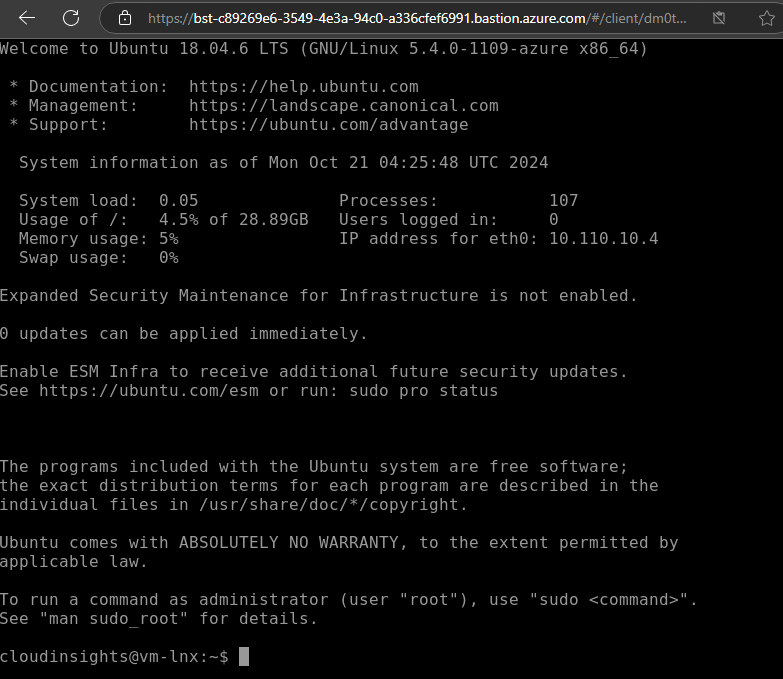 https://bst-c89269e6-3549-4e3a-94c0-a336cfef6991.bastion.azure.com/#/client/dm0t...
Welcome to Ubuntu 18.04.6 LTS (GNU/Linux 5.4.0-1109-azure x86_64)
* Documentation:  https://help.ubuntu.com
* Management:     https://landscape.canonical.com
* Support:        https://ubuntu.com/advantage
System information as of Mon Oct 21 04:25:48 UTC 2024
System load:  0.05              Processes:           107
Usage of /:   4.5% of 28.89GB   Users logged in:     0
Memory usage: 5%                IP address for eth0: 10.110.10.4
Swap usage:   0%
Expanded Security Maintenance for Infrastructure is not enabled.
0 updates can be applied immediately.
Enable ESM Infra to receive additional future security updates.
See https://ubuntu.com/esm or run: sudo pro status
The programs included with the Ubuntu system are free software;
the exact distribution terms for each program are described in the
individual files in /usr/share/doc/*/copyright.
Ubuntu comes with ABSOLUTELY NO WARRANTY, to the extent permitted by
applicable law.
To run a command as administrator (user "root"), use "sudo <command>".
See "man sudo_root" for details.
cloudinsights@vm-lnx:~$